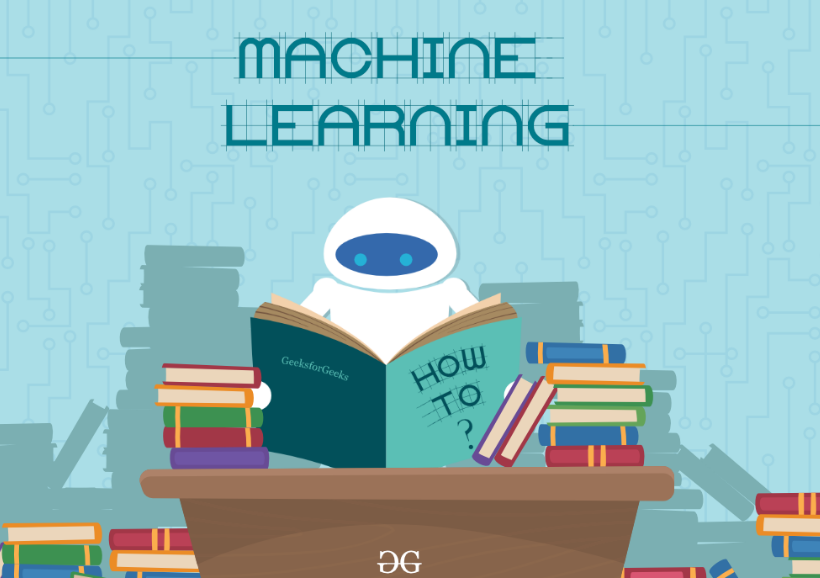 MACHINE
LEARNING
GeeksforGeeks
HOW
TO
?
GG